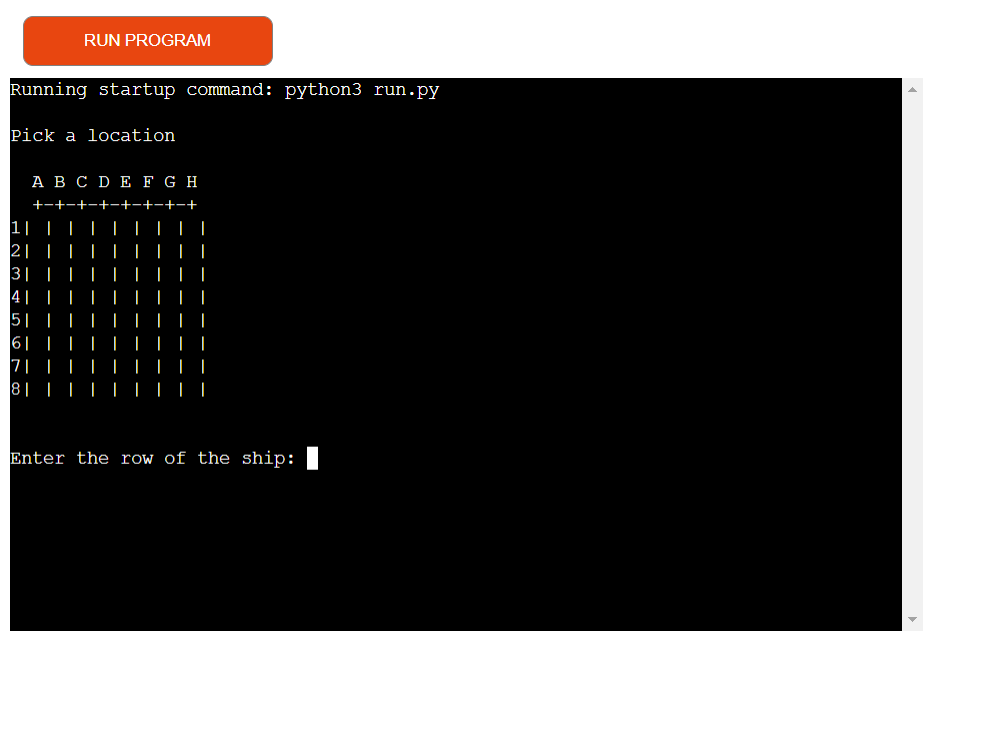 RUN PROGRAM
Running startup command: python3 run.py
Pick a location
  A B C D E F G H
  +-+-+-+-+-+-+-+
1| | | | | | | | |
2| | | | | | | | |
3| | | | | | | | |
4| | | | | | | | |
5| | | | | | | | |
6| | | | | | | | |
7| | | | | | | | |
8| | | | | | | | |
Enter the row of the ship: